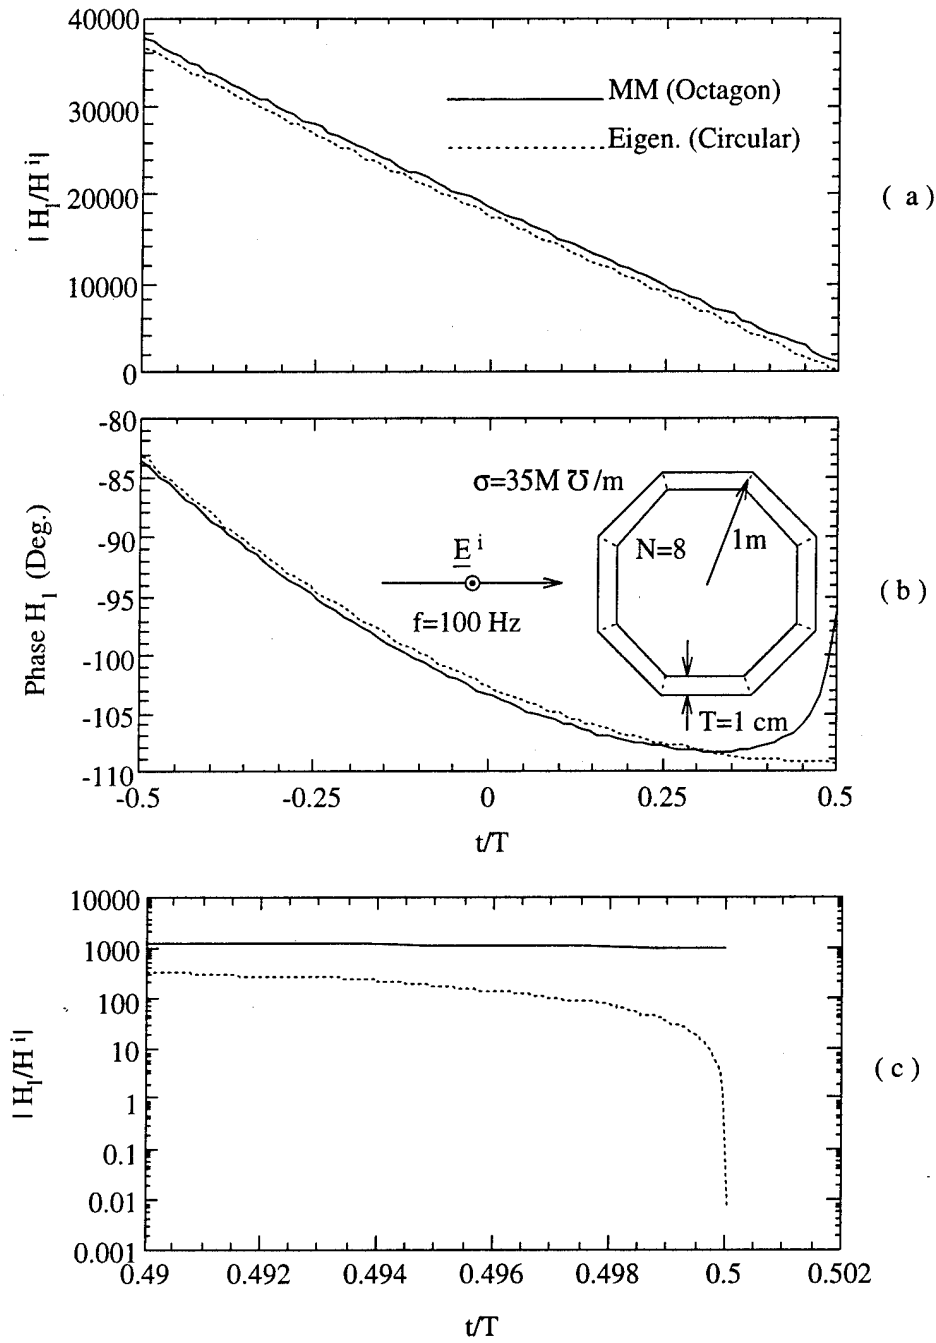 40000
30000
20000
10000
0
| H₁/H ⁱ|
MM (Octagon)
Eigen. (Circular)
( a )
-80
-85
-90
-95
-100
-105
-110
Phase H₁ (Deg.)
σ=35M ℧/m
E ⁱ
f=100 Hz
N=8
1m
T=1 cm
( b )
-0.5
-0.25
0
0.25
0.5
t/T
10000
1000
100
10
1
0.1
0.01
0.001
| H₁/H ⁱ|
( c )
0.49
0.492
0.494
0.496
0.498
0.5
0.502
t/T